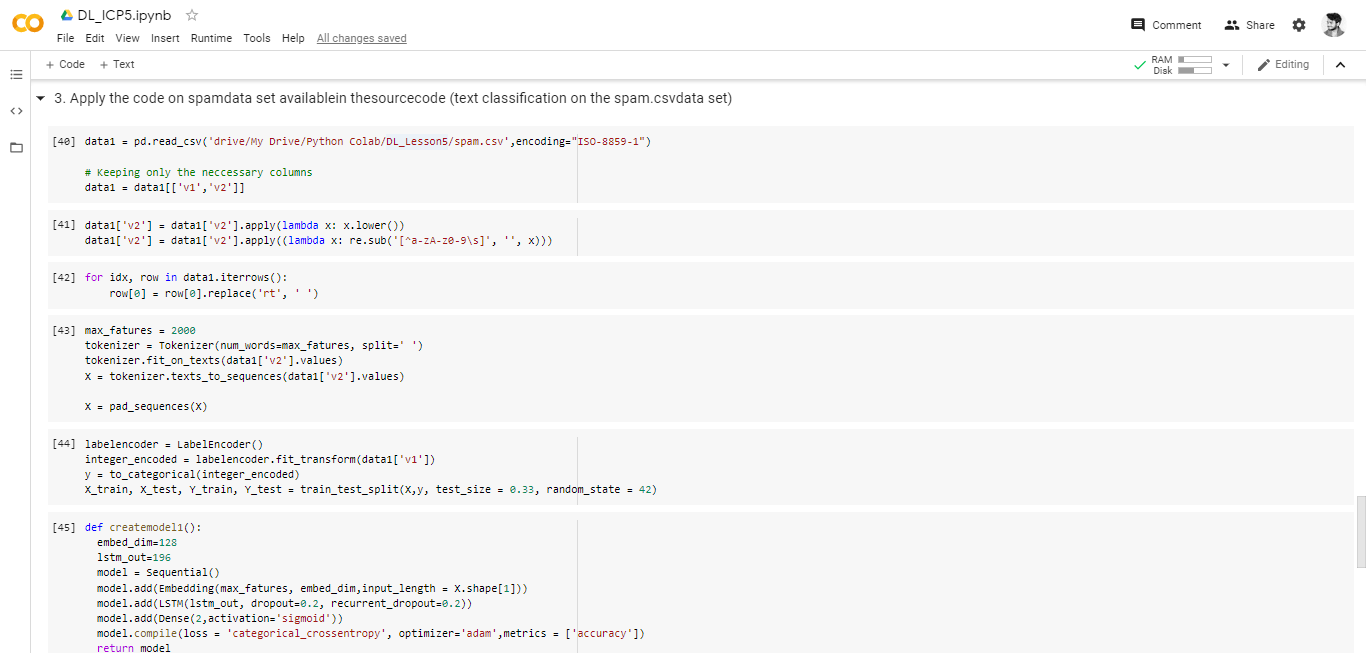 DL_ICP5.ipynb
File Edit View Insert Runtime Tools Help All changes saved
Comment Share
+ Code + Text
RAM
Disk
Editing
3. Apply the code on spamdata set availablein thesourcecode (text classification on the spam.csvdata set)
[40] data1 = pd.read_csv('drive/My Drive/Python Colab/DL_Lesson5/spam.csv',encoding="ISO-8859-1")
# Keeping only the neccessary columns
data1 = data1[['v1','v2']]
[41] data1['v2'] = data1['v2'].apply(lambda x: x.lower())
data1['v2'] = data1['v2'].apply((lambda x: re.sub('[^a-zA-z0-9\s]', '', x)))
[42] for idx, row in data1.iterrows():
row[0] = row[0].replace('rt', ' ')
[43] max_fatures = 2000
tokenizer = Tokenizer(num_words=max_fatures, split=' ')
tokenizer.fit_on_texts(data1['v2'].values)
X = tokenizer.texts_to_sequences(data1['v2'].values)
X = pad_sequences(X)
[44] labelencoder = LabelEncoder()
integer_encoded = labelencoder.fit_transform(data1['v1'])
y = to_categorical(integer_encoded)
X_train, X_test, Y_train, Y_test = train_test_split(X,y, test_size = 0.33, random_state = 42)
[45] def createmodel1():
embed_dim=128
lstm_out=196
model = Sequential()
model.add(Embedding(max_fatures, embed_dim,input_length = X.shape[1]))
model.add(LSTM(lstm_out, dropout=0.2, recurrent_dropout=0.2))
model.add(Dense(2,activation='sigmoid'))
model.compile(loss = 'categorical_crossentropy', optimizer='adam',metrics = ['accuracy'])
return model